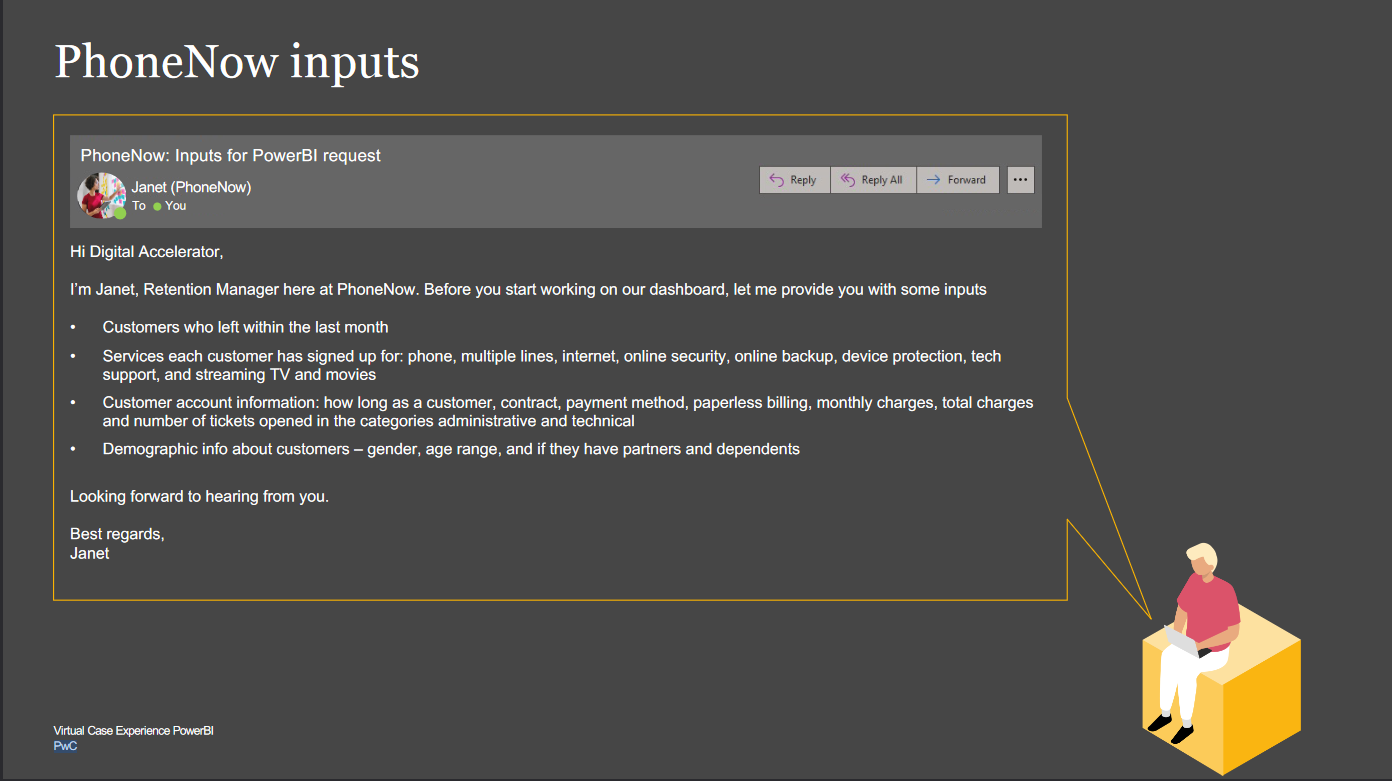 PhoneNow inputs
PhoneNow: Inputs for PowerBI request
Janet (PhoneNow)
To You
Reply
Reply All
Forward
Hi Digital Accelerator,
I’m Janet, Retention Manager here at PhoneNow. Before you start working on our dashboard, let me provide you with some inputs
• Customers who left within the last month
• Services each customer has signed up for: phone, multiple lines, internet, online security, online backup, device protection, tech
support, and streaming TV and movies
• Customer account information: how long as a customer, contract, payment method, paperless billing, monthly charges, total charges
and number of tickets opened in the categories administrative and technical
• Demographic info about customers – gender, age range, and if they have partners and dependents
Looking forward to hearing from you.
Best regards,
Janet
Virtual Case Experience PowerBI
PwC